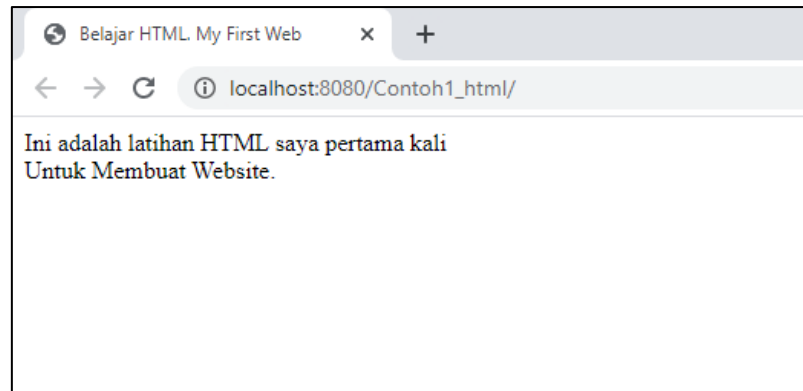 Belajar HTML. My First Web
localhost:8080/Contoh1_html/
Ini adalah latihan HTML saya pertama kali
Untuk Membuat Website.